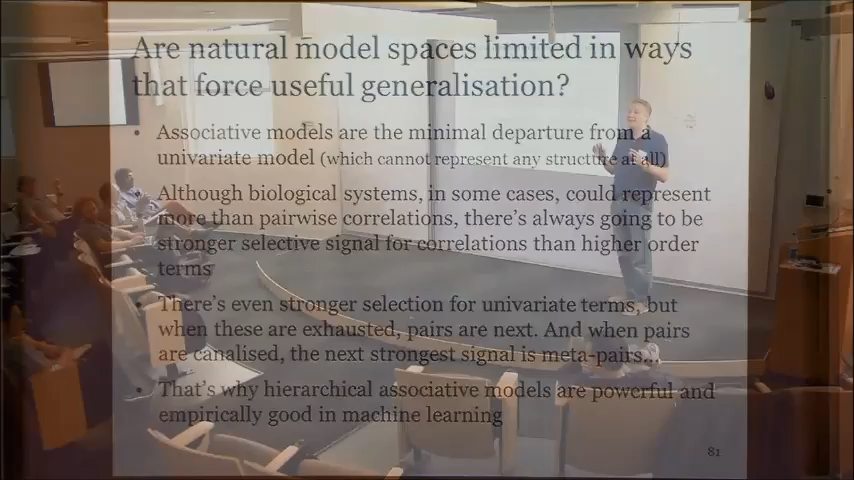 Are natural model spaces limited in ways
that force useful generalisation?
• Associative models are the minimal departure from a
univariate model (which cannot represent any structure at all)
Although biological systems, in some cases, could represent
more than pairwise correlations, there's always going to be
stronger selective signal for correlations than higher order
terms
• There's even stronger selection for univariate terms, but
when these are exhausted, pairs are next. And when pairs
are canalised, the next strongest signal is meta-pairs...
• That's why hierarchical associative models are powerful and
empirically good in machine learning
81